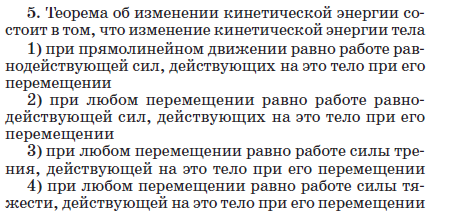 5. Теорема об изменении кинетической энергии со-
стоит в том, что изменение кинетической энергии тела
1) при прямолинейном движении равно работе рав-
нодействующей сил, действующих на это тело при его
перемещении
2) при любом перемещении равно работе равно-
действующей сил, действующих на это тело при его
перемещении
3) при любом перемещении равно работе силы тре-
ния, действующей на это тело при его перемещении
4) при любом перемещении равно работе силы тя-
жести, действующей на это тело при его перемещении